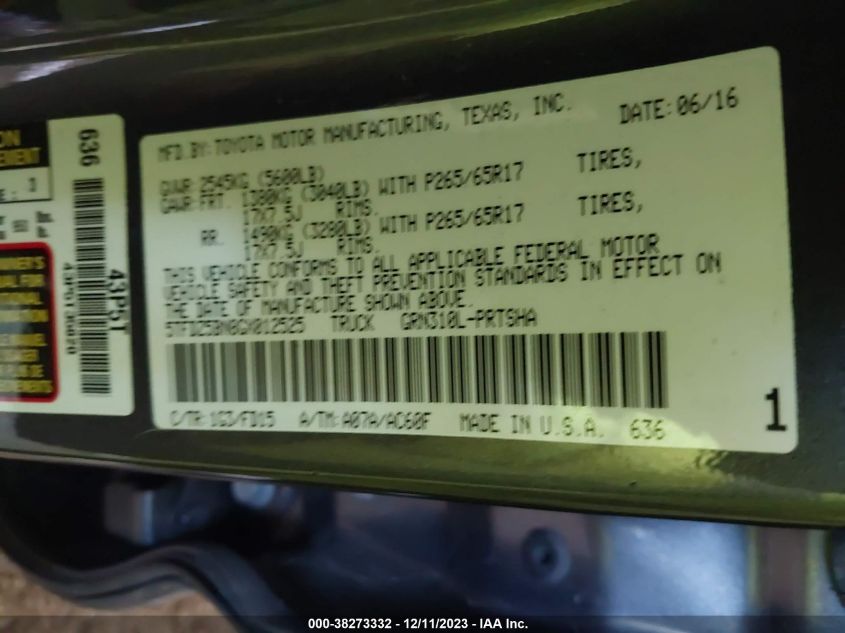 MFD.BY:TOYOTA MOTOR MANUFACTURING, TEXAS, INC. DATE:06/16
GVWR 2545KG (5600LB)
GAWR:FRT. 1380KG (3040LB) WITH P265/65R17 TIRES,
17X7.5J RIMS.
RR. 1490KG (3280LB) WITH P265/65R17 TIRES,
17X7.5J RIMS.
THIS VEHICLE CONFORMS TO ALL APPLICABLE FEDERAL MOTOR
VEHICLE SAFETY AND THEFT PREVENTION STANDARDS IN EFFECT ON
THE DATE OF MANUFACTURE SHOWN ABOVE.
5TFDZ5BN8GX012525 TRUCK GRN310L-PRTSHA
C/TR:1G3/FD15 A/TM:A07A/AC60F MADE IN U.S.A. 636
1
636
43P5T
000-38273332 - 12/11/2023 - IAA Inc.